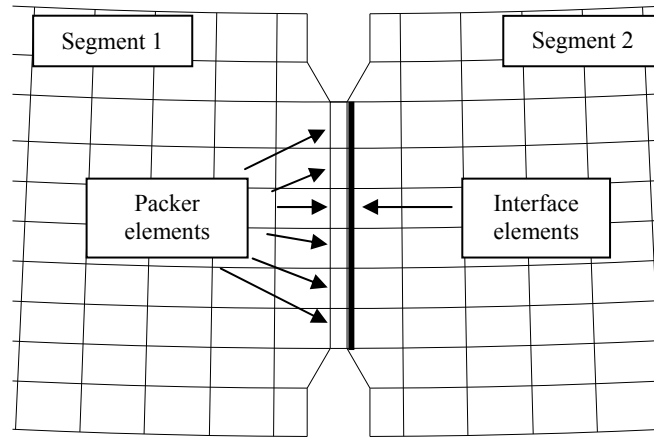 Segment 1
Segment 2
Packer
elements
Interface
elements